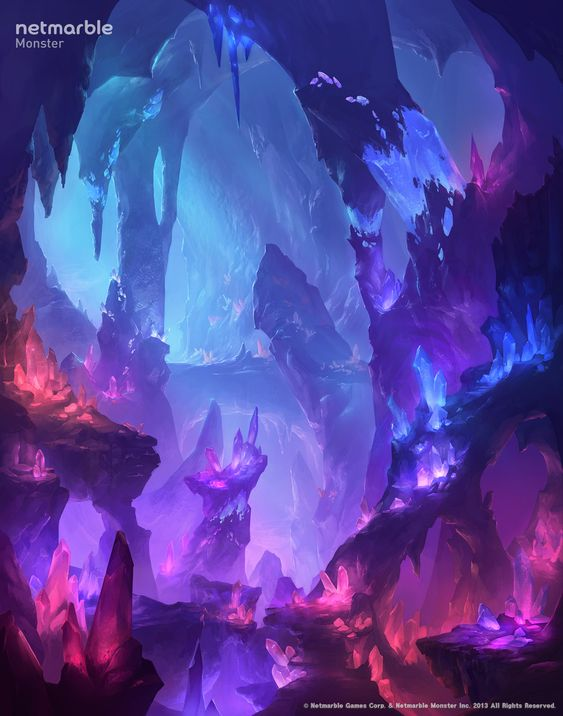 netmarble
Monster
© Netmarble Games Corp. & Netmarble Monster Inc. 2013 All Rights Reserved.